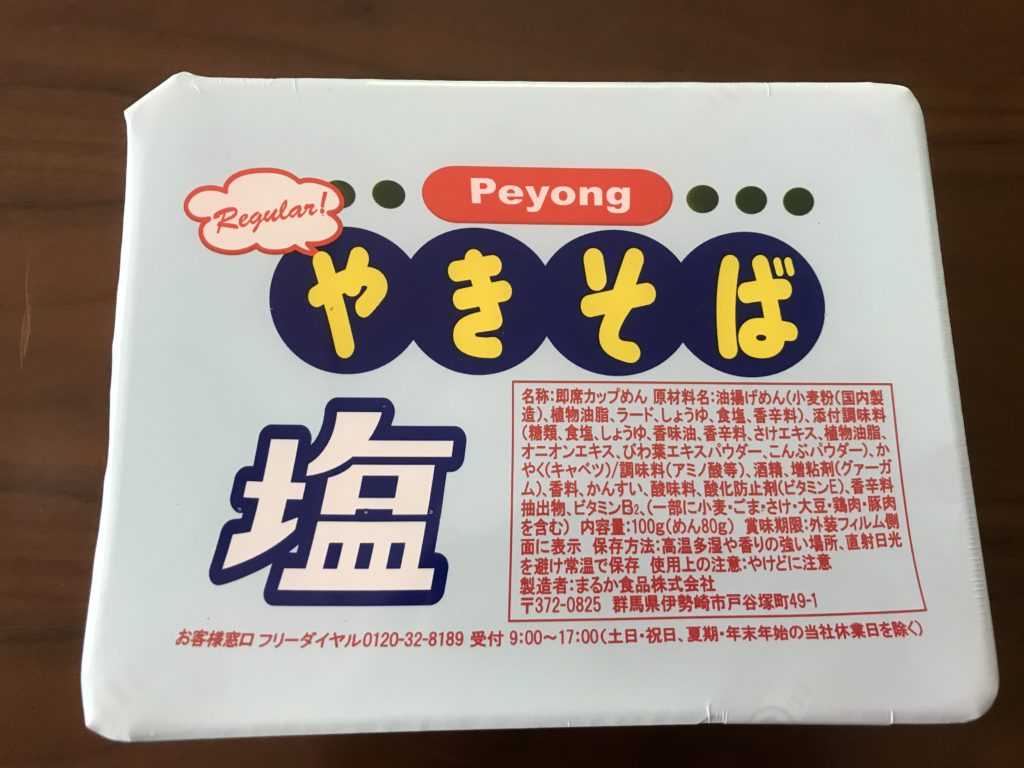 Peyong
Regular!
やきそば
塩
名称:即席カップめん 原材料名:油揚げめん(小麦粉(国内製
造)、植物油脂、ラード、しょうゆ、食塩、香辛料)、添付調味料
(糖類、食塩、しょうゆ、香味油、香辛料、さけエキス、植物油脂、
オニオンエキス、びわ葉エキスパウダー、こんぶパウダー)、か
やく(キャベツ)/調味料(アミノ酸等)、酒精、増粘剤(グァーガ
ム)、香料、かんすい、酸味料、酸化防止剤(ビタミンE)、香辛料
抽出物、ビタミンB₂、(一部に小麦・ごま・さけ・大豆・鶏肉・豚肉
を含む) 内容量:100g(めん80g) 賞味期限:外装フィルム側
面に表示 保存方法:高温多湿や香りの強い場所、直射日光
を避け常温で保存 使用上の注意:やけどに注意
製造者:まるか食品株式会社
〒372-0825 群馬県伊勢崎市戸谷塚町49-1
お客様窓口 フリーダイヤル0120-32-8189 受付 9:00〜17:00(土日・祝日、夏期・年末年始の当社休業日を除く)